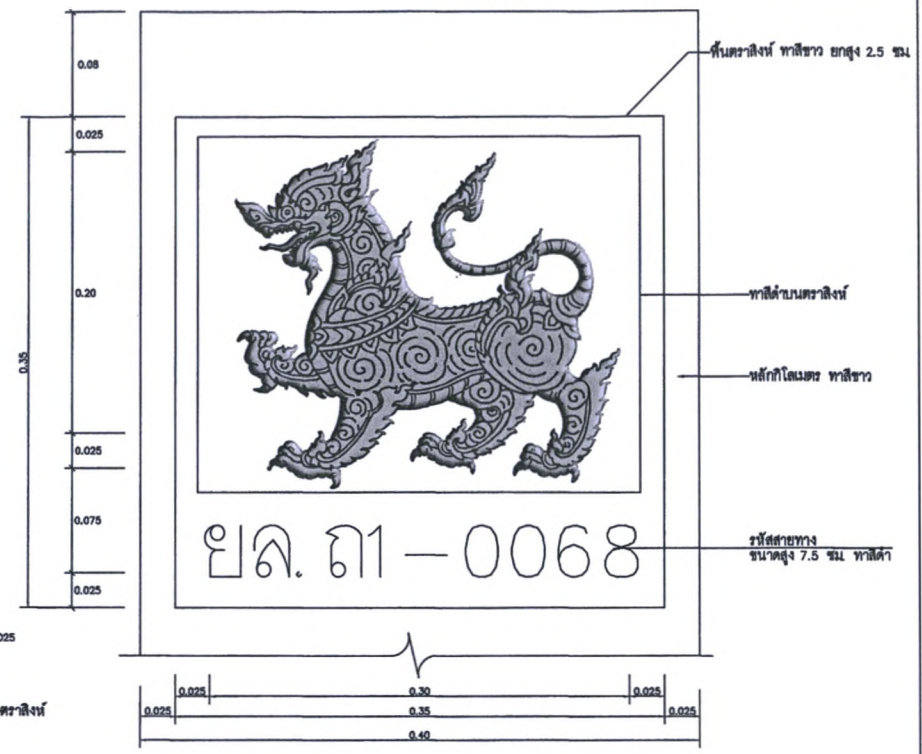 0.08
พื้นตราสิงห์ ทาสีขาว ยกสูง 2.5 ซม.
0.025
0.20
ทาสีดำบนตราสิงห์
0.35
หลักกิโลเมตร ทาสีขาว
0.025
0.075
ยล. ถ1 – 0068
รหัสสายทาง
ขนาดสูง 7.5 ซม. ทาสีดำ
0.025
025
0.025 0.30 0.025
ตราสิงห์
0.025 0.35 0.025
0.40